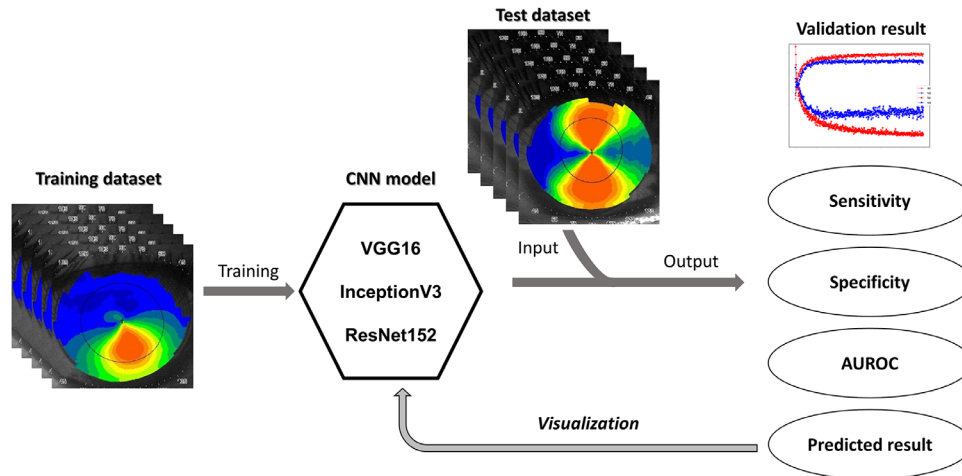 Test dataset
Validation result
Training dataset
CNN model
Sensitivity
VGG16
Input
Output
Training
InceptionV3
Specificity
ResNet152
AUROC
Visualization
Predicted result